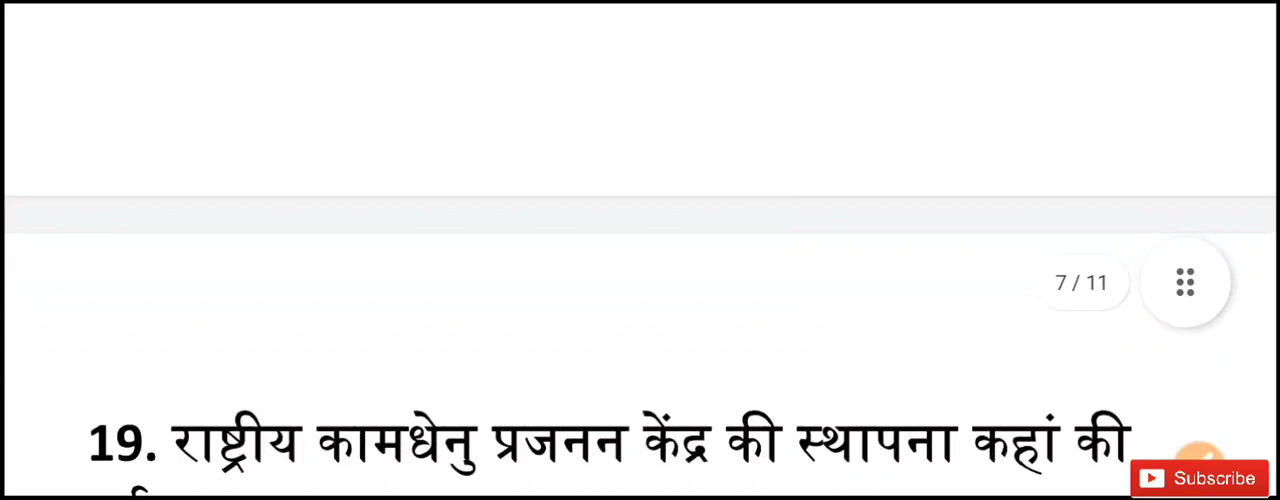 7 / 11
19. राष्ट्रीय कामधेनु प्रजनन केंद्र की स्थापना कहां की
Subscribe